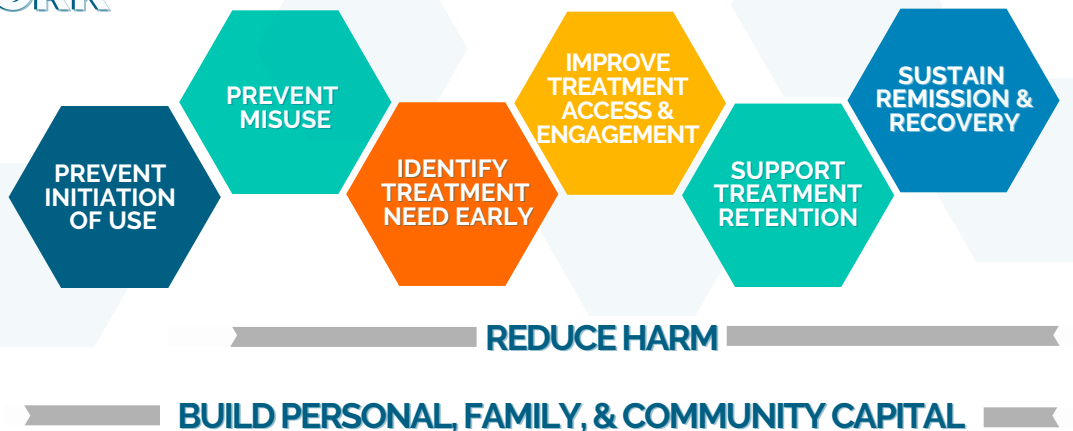 PREVENT
INITIATION
OF USE
PREVENT
MISUSE
IDENTIFY
TREATMENT
NEED EARLY
IMPROVE
TREATMENT
ACCESS &
ENGAGEMENT
SUPPORT
TREATMENT
RETENTION
SUSTAIN
REMISSION &
RECOVERY
REDUCE HARM
BUILD PERSONAL, FAMILY, & COMMUNITY CAPITAL